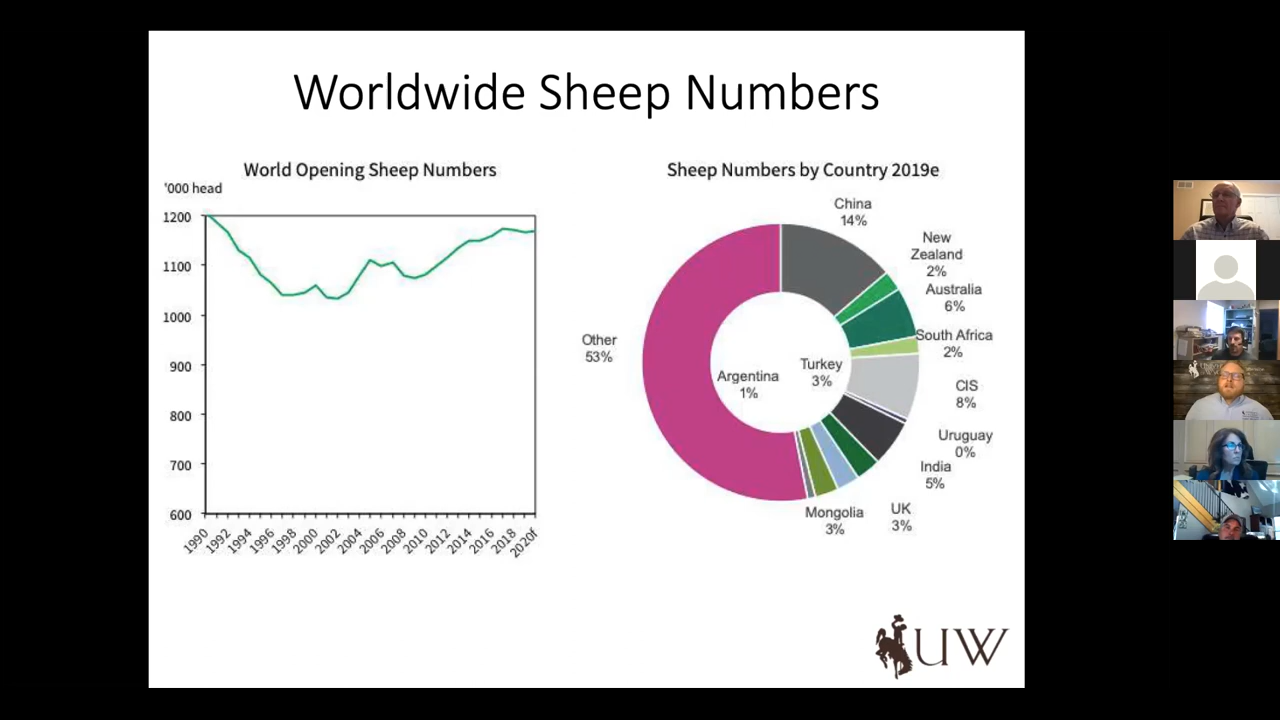 Worldwide Sheep Numbers
World Opening Sheep Numbers
'000 head
1200
1100
1000
900
800
700
600
1990
1992
1994
1996
1998
2000
2002
2004
2006
2008
2010
2012
2014
2016
2018
2020f
Sheep Numbers by Country 2019e
China
14%
New
Zealand
2%
Australia
6%
South Africa
2%
CIS
8%
Uruguay
0%
India
5%
UK
3%
Mongolia
3%
Turkey
3%
Argentina
1%
Other
53%
UW